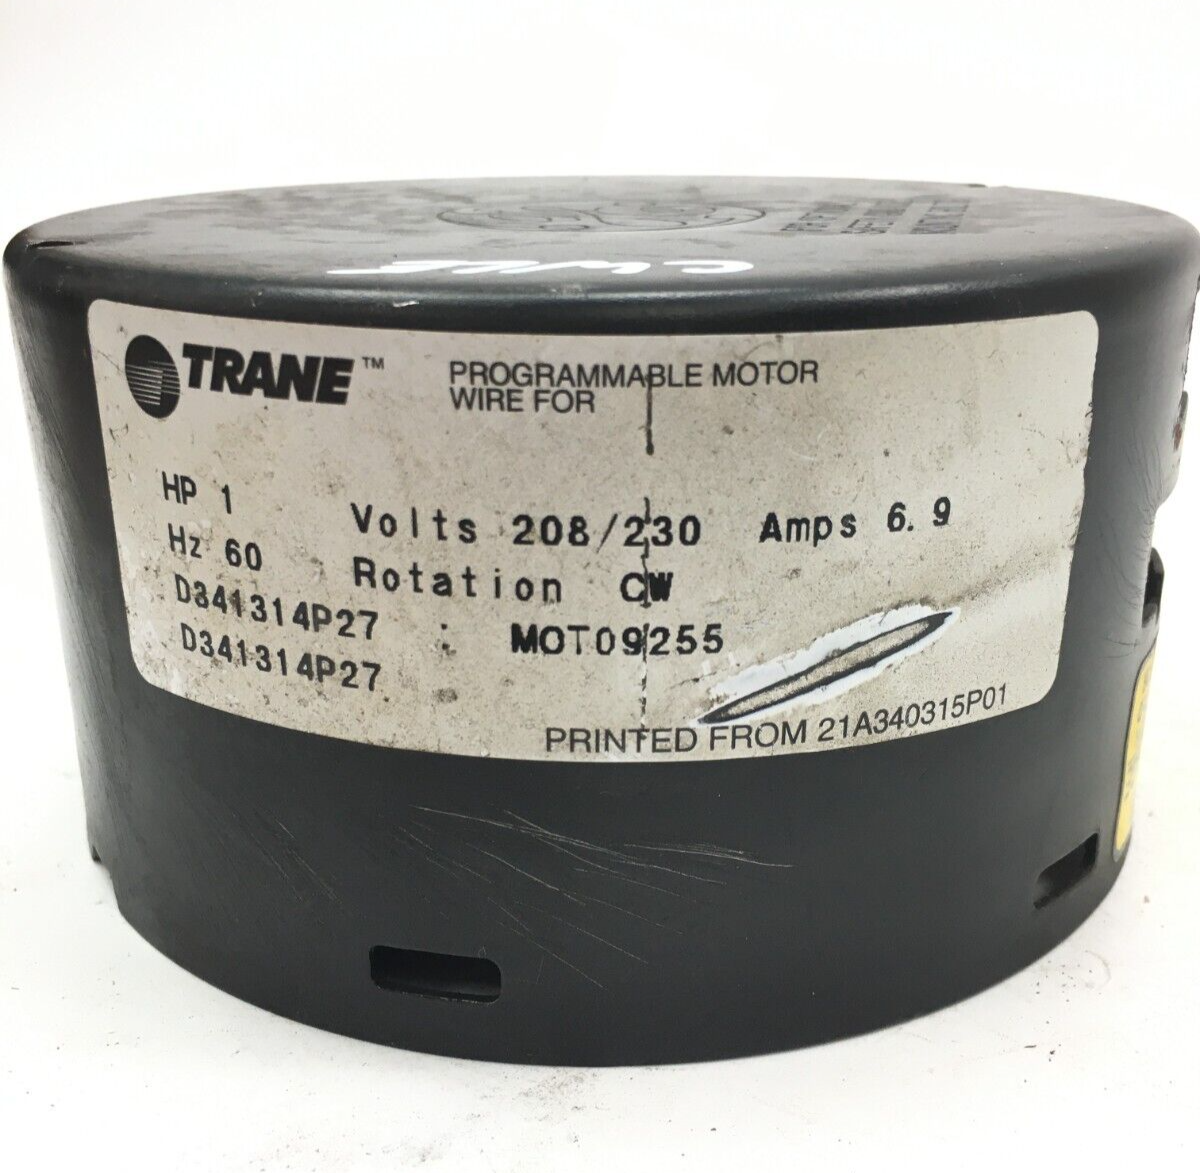 CWLE
TRANE™
PROGRAMMABLE MOTOR
WIRE FOR
HP 1 Volts 208/230 Amps 6.9
Hz 60 Rotation CW
D341314P27 : MOT09255
D341314P27
PRINTED FROM 21A340315P01